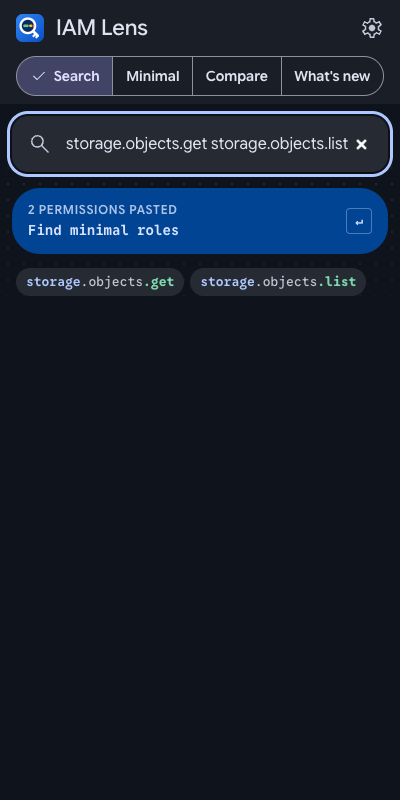 IAM Lens
Search Minimal Compare What's new
storage.objects.get storage.objects.list
2 PERMISSIONS PASTED
Find minimal roles
storage.objects.get storage.objects.list